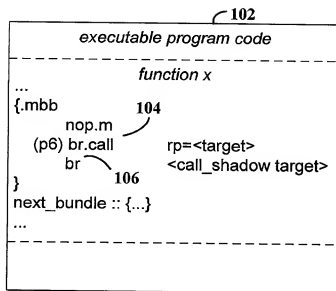 102
executable program code
function x
...
{.mbb
nop.m 104
(p6) br.call rp=<target>
br <call_shadow target>
106
}
next_bundle :: {...}
...